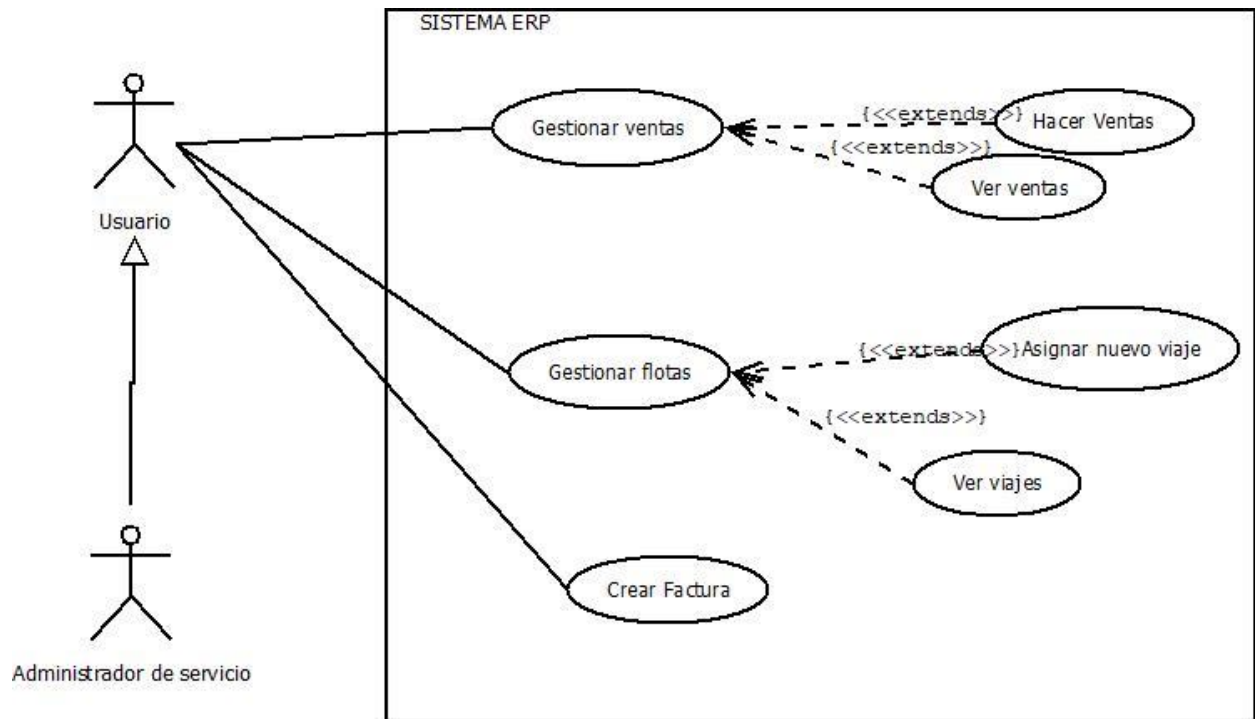 SISTEMA ERP
Gestionar ventas
{<<extends>>}
Hacer Ventas
{<<extends>>}
Ver ventas
Usuario
Gestionar flotas
{<<extends>>}
Asignar nuevo viaje
{<<extends>>}
Ver viajes
Crear Factura
Administrador de servicio